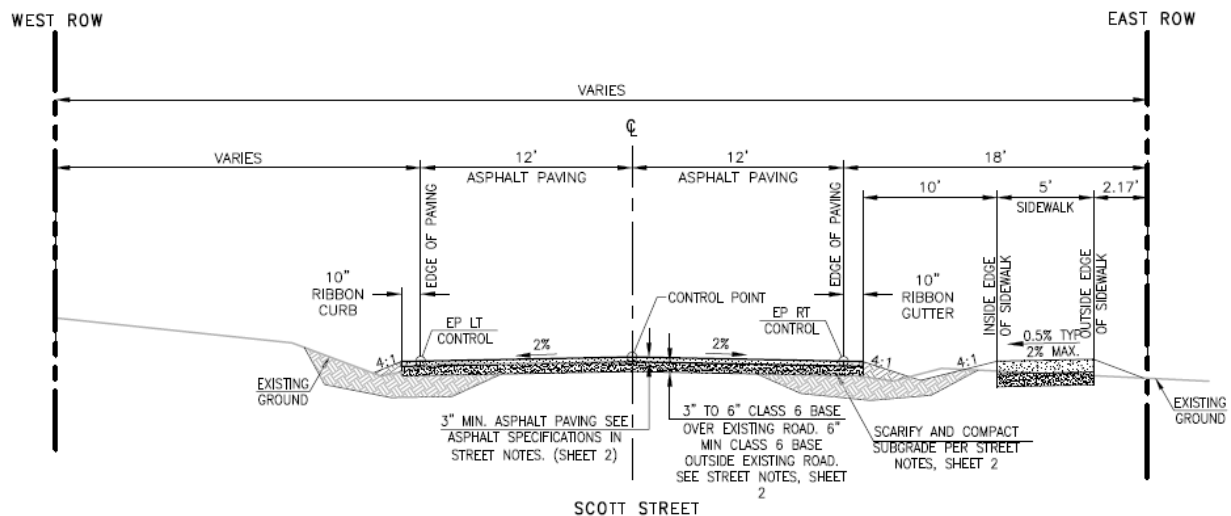 WEST ROW
EAST ROW
VARIES
℄
VARIES
12'
ASPHALT PAVING
12'
ASPHALT PAVING
18'
10'
5'
SIDEWALK
2.17'
EDGE OF PAVING
EDGE OF PAVING
10"
RIBBON
CURB
EP LT
CONTROL
CONTROL POINT
EP RT
CONTROL
10"
RIBBON
GUTTER
INSIDE EDGE
OF SIDEWALK
OUTSIDE EDGE
OF SIDEWALK
0.5% TYP
2% MAX.
2%
2%
4:1
4:1
4:1
EXISTING
GROUND
EXISTING
GROUND
3" MIN. ASPHALT PAVING SEE
ASPHALT SPECIFICATIONS IN
STREET NOTES. (SHEET 2)
3" TO 6" CLASS 6 BASE
OVER EXISTING ROAD. 6"
MIN CLASS 6 BASE
OUTSIDE EXISTING ROAD.
SEE STREET NOTES, SHEET
2
SCARIFY AND COMPACT
SUBGRADE PER STREET
NOTES, SHEET 2
SCOTT STREET